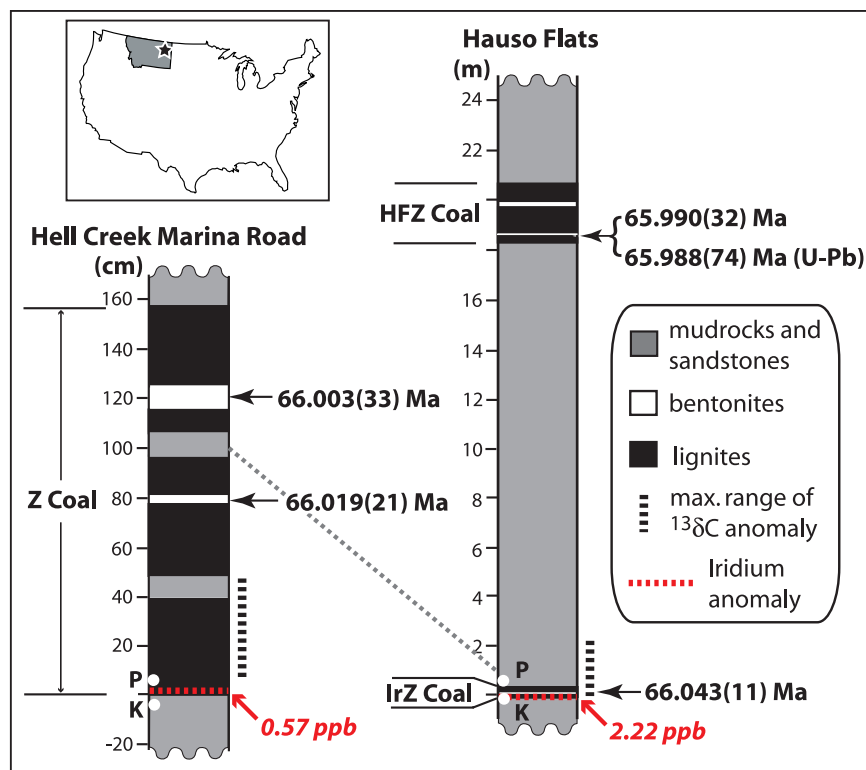 Hauso Flats
(m)
24
22
HFZ Coal
65.990(32) Ma
65.988(74) Ma (U-Pb)
16
14
12
10
8
6
4
2
P
IrZ Coal
K
66.043(11) Ma
2.22 ppb
Hell Creek Marina Road
(cm)
160
140
120
66.003(33) Ma
100
Z Coal
80
66.019(21) Ma
60
40
20
P
K
0.57 ppb
-20
mudrocks and
sandstones
bentonites
lignites
max. range of
¹³δC anomaly
Iridium
anomaly